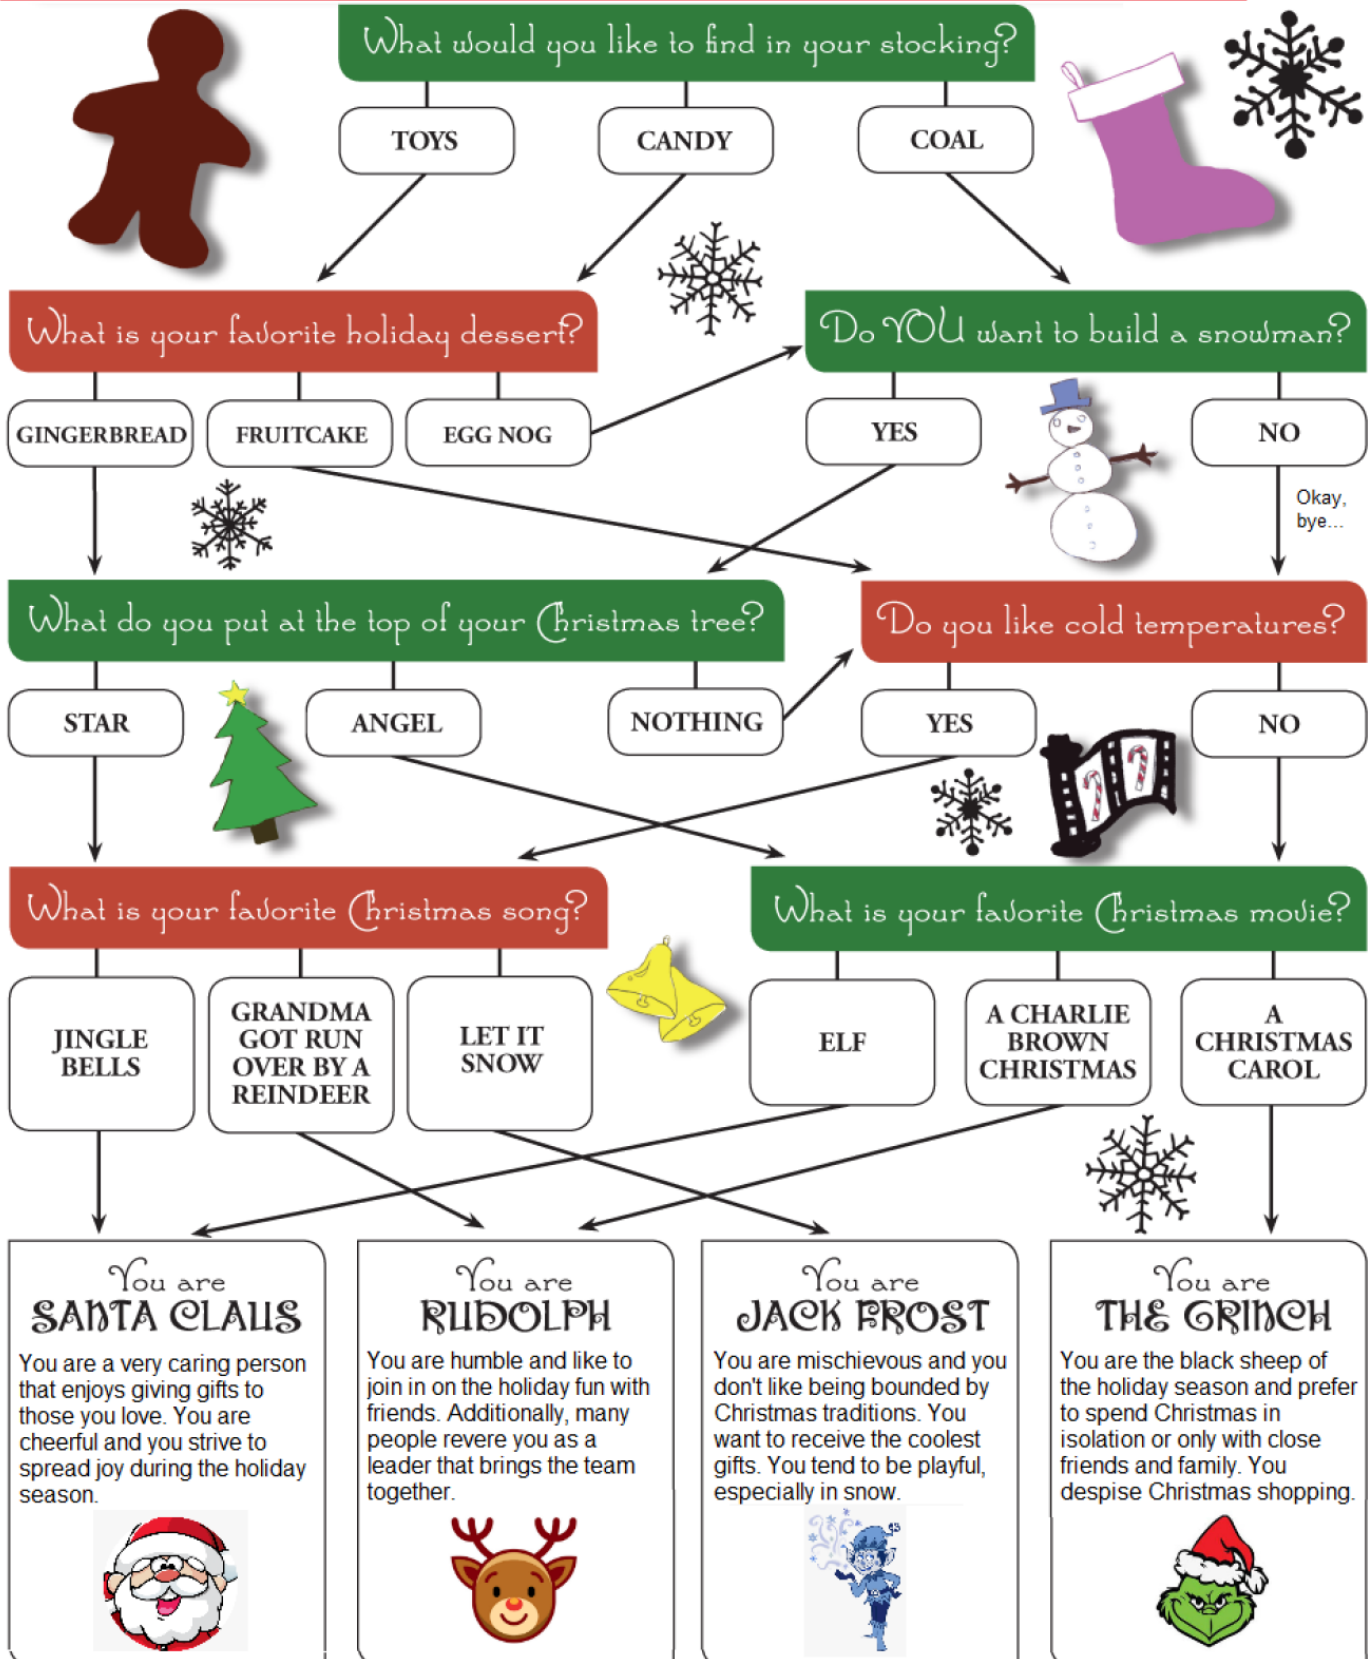 What would you like to find in your stocking?
TOYS
CANDY
COAL
What is your favorite holiday dessert?
Do YOU want to build a snowman?
GINGERBREAD
FRUITCAKE
EGG NOG
YES
NO
Okay,
bye...
What do you put at the top of your Christmas tree?
Do you like cold temperatures?
STAR
ANGEL
NOTHING
YES
NO
What is your favorite Christmas song?
What is your favorite Christmas movie?
JINGLE
BELLS
GRANDMA
GOT RUN
OVER BY A
REINDEER
LET IT
SNOW
ELF
A CHARLIE
BROWN
CHRISTMAS
A
CHRISTMAS
CAROL
You are
SANTA CLAUS
You are a very caring person
that enjoys giving gifts to
those you love. You are
cheerful and you strive to
spread joy during the holiday
season.
You are
RUDOLPH
You are humble and like to
join in on the holiday fun with
friends. Additionally, many
people revere you as a
leader that brings the team
together.
You are
JACK FROST
You are mischievous and you
don't like being bounded by
Christmas traditions. You
want to receive the coolest
gifts. You tend to be playful,
especially in snow.
You are
THE GRINCH
You are the black sheep of
the holiday season and prefer
to spend Christmas in
isolation or only with close
friends and family. You
despise Christmas shopping.